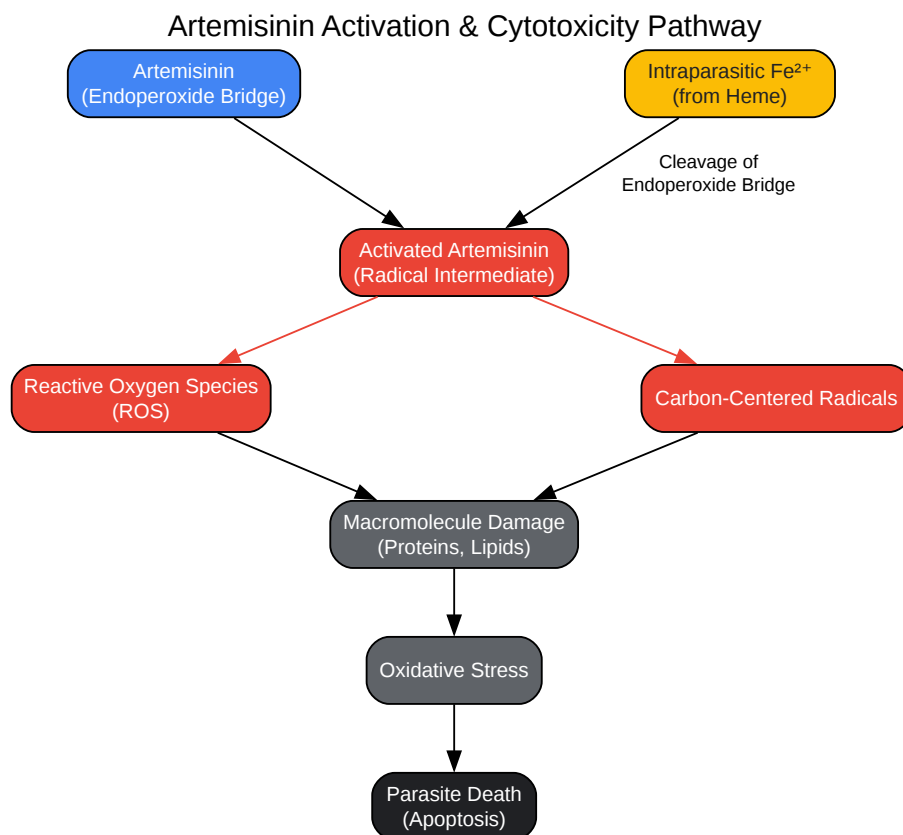 Artemisinin Activation & Cytotoxicity Pathway
Artemisinin
(Endoperoxide Bridge)
Intraparasitic Fe²⁺
(from Heme)
Cleavage of
Endoperoxide Bridge
Activated Artemisinin
(Radical Intermediate)
Reactive Oxygen Species
(ROS)
Carbon-Centered Radicals
Macromolecule Damage
(Proteins, Lipids)
Oxidative Stress
Parasite Death
(Apoptosis)